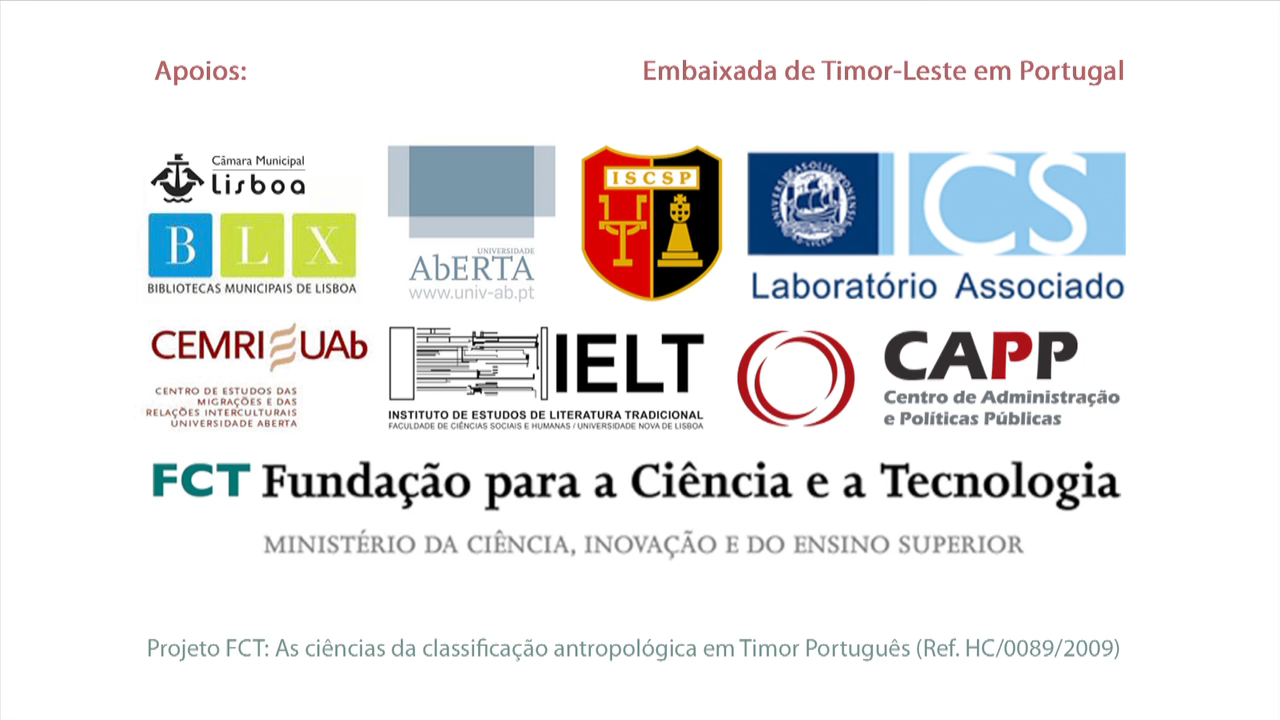 Apoios:
Embaixada de Timor-Leste em Portugal
Câmara Municipal
Lisboa
B L X
BIBLIOTECAS MUNICIPAIS DE LISBOA
UNIVERSIDADE
AbERTA
www.univ-ab.pt
ISCSP
ICS
Laboratório Associado
CEMRI UAb
CENTRO DE ESTUDOS DAS
MIGRAÇÕES E DAS
RELAÇÕES INTERCULTURAIS
UNIVERSIDADE ABERTA
IELT
INSTITUTO DE ESTUDOS DE LITERATURA TRADICIONAL
FACULDADE DE CIÊNCIAS SOCIAIS E HUMANAS / UNIVERSIDADE NOVA DE LISBOA
CAPP
Centro de Administração
e Políticas Públicas
FCT Fundação para a Ciência e a Tecnologia
MINISTÉRIO DA CIÊNCIA, INOVAÇÃO E DO ENSINO SUPERIOR
Projeto FCT: As ciências da classificação antropológica em Timor Português (Ref. HC/0089/2009)